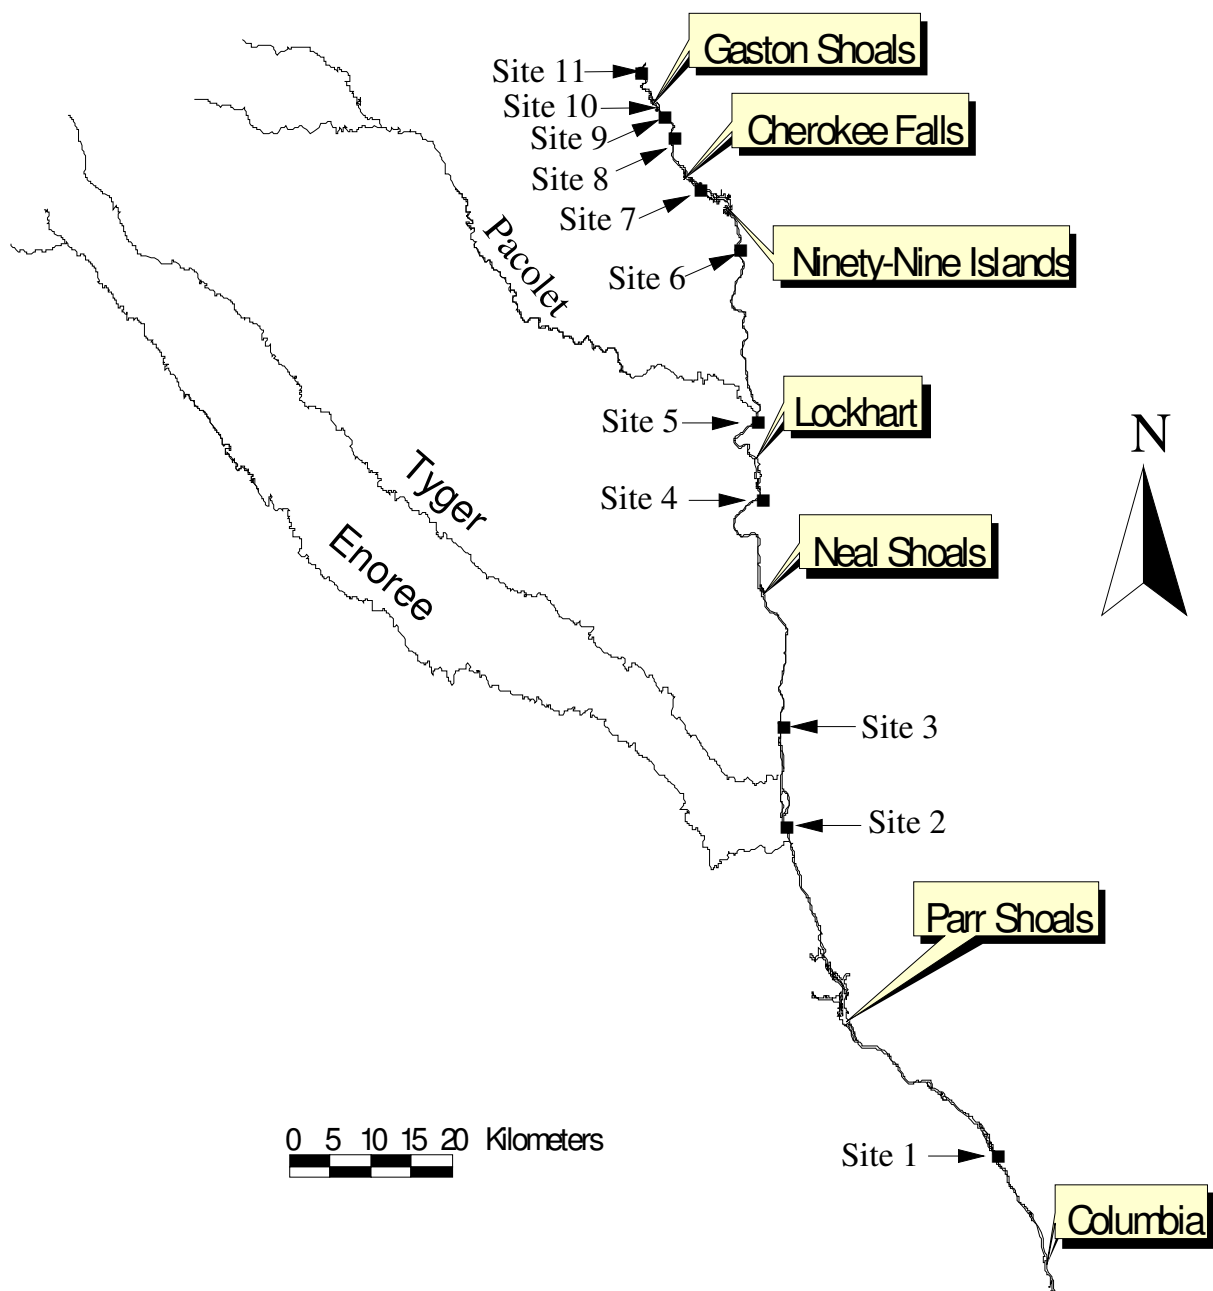 Gaston Shoals
Site 11
Site 10
Cherokee Falls
Site 9
Site 8
Site 7
Pacolet
Ninety-Nine Islands
Site 6
Lockhart
Site 5
N
Tyger
Site 4
Neal Shoals
Enoree
Site 3
Site 2
Parr Shoals
0 5 10 15 20 Kilometers
Site 1
Columbia